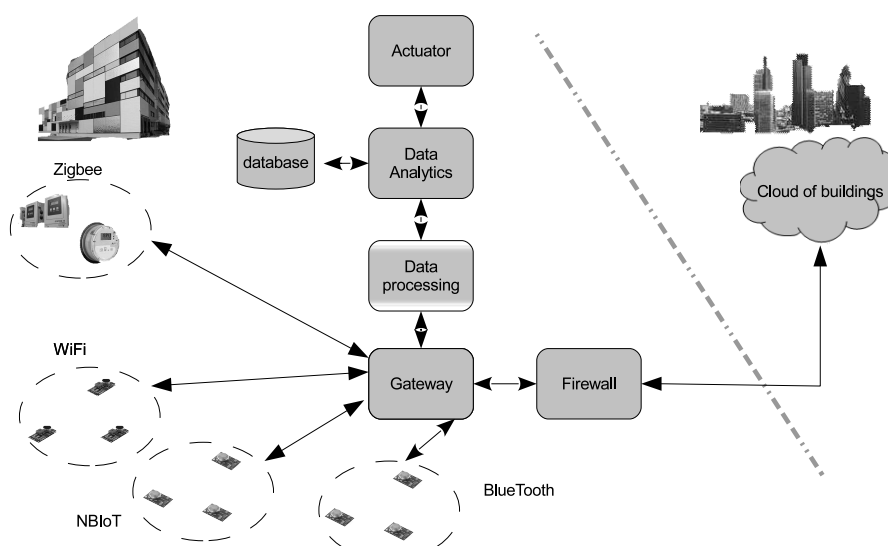 Actuator
database
Data
Analytics
Zigbee
Cloud of buildings
Data
processing
WiFi
Gateway
Firewall
BlueTooth
NBIoT